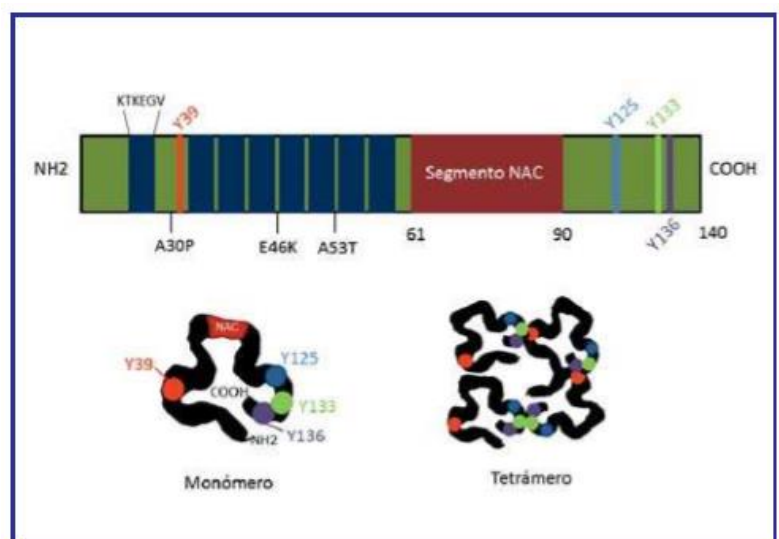 KTKEGV
Y39
Y125
Y133
NH2
Segmento NAC
COOH
A30P
E46K
A53T
61
90
Y136
140
NAC
Y39
Y125
COOH
Y133
Y136
NH2
Monómero
Tetrámero